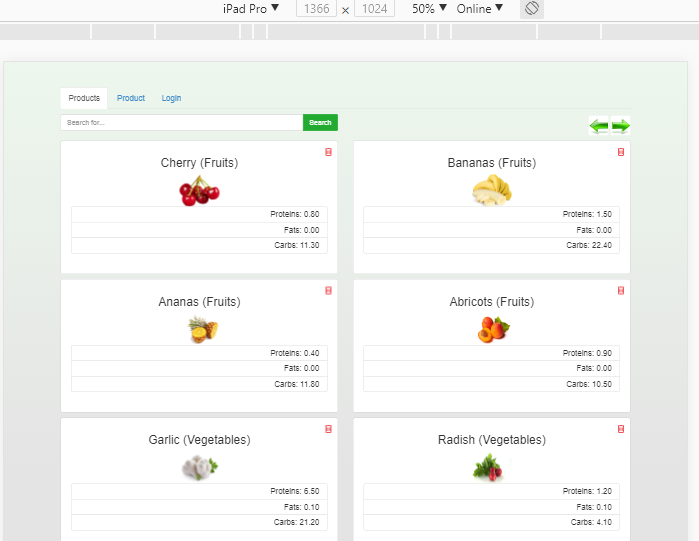 iPad Pro ▼ 1366 × 1024 50% ▼ Online ▼
Products Product Login
Search for... Search
Cherry (Fruits)
Proteins: 0.80
Fats: 0.00
Carbs: 11.30
Bananas (Fruits)
Proteins: 1.50
Fats: 0.00
Carbs: 22.40
Ananas (Fruits)
Proteins: 0.40
Fats: 0.00
Carbs: 11.80
Abricots (Fruits)
Proteins: 0.90
Fats: 0.00
Carbs: 10.50
Garlic (Vegetables)
Proteins: 6.50
Fats: 0.10
Carbs: 21.20
Radish (Vegetables)
Proteins: 1.20
Fats: 0.10
Carbs: 4.10